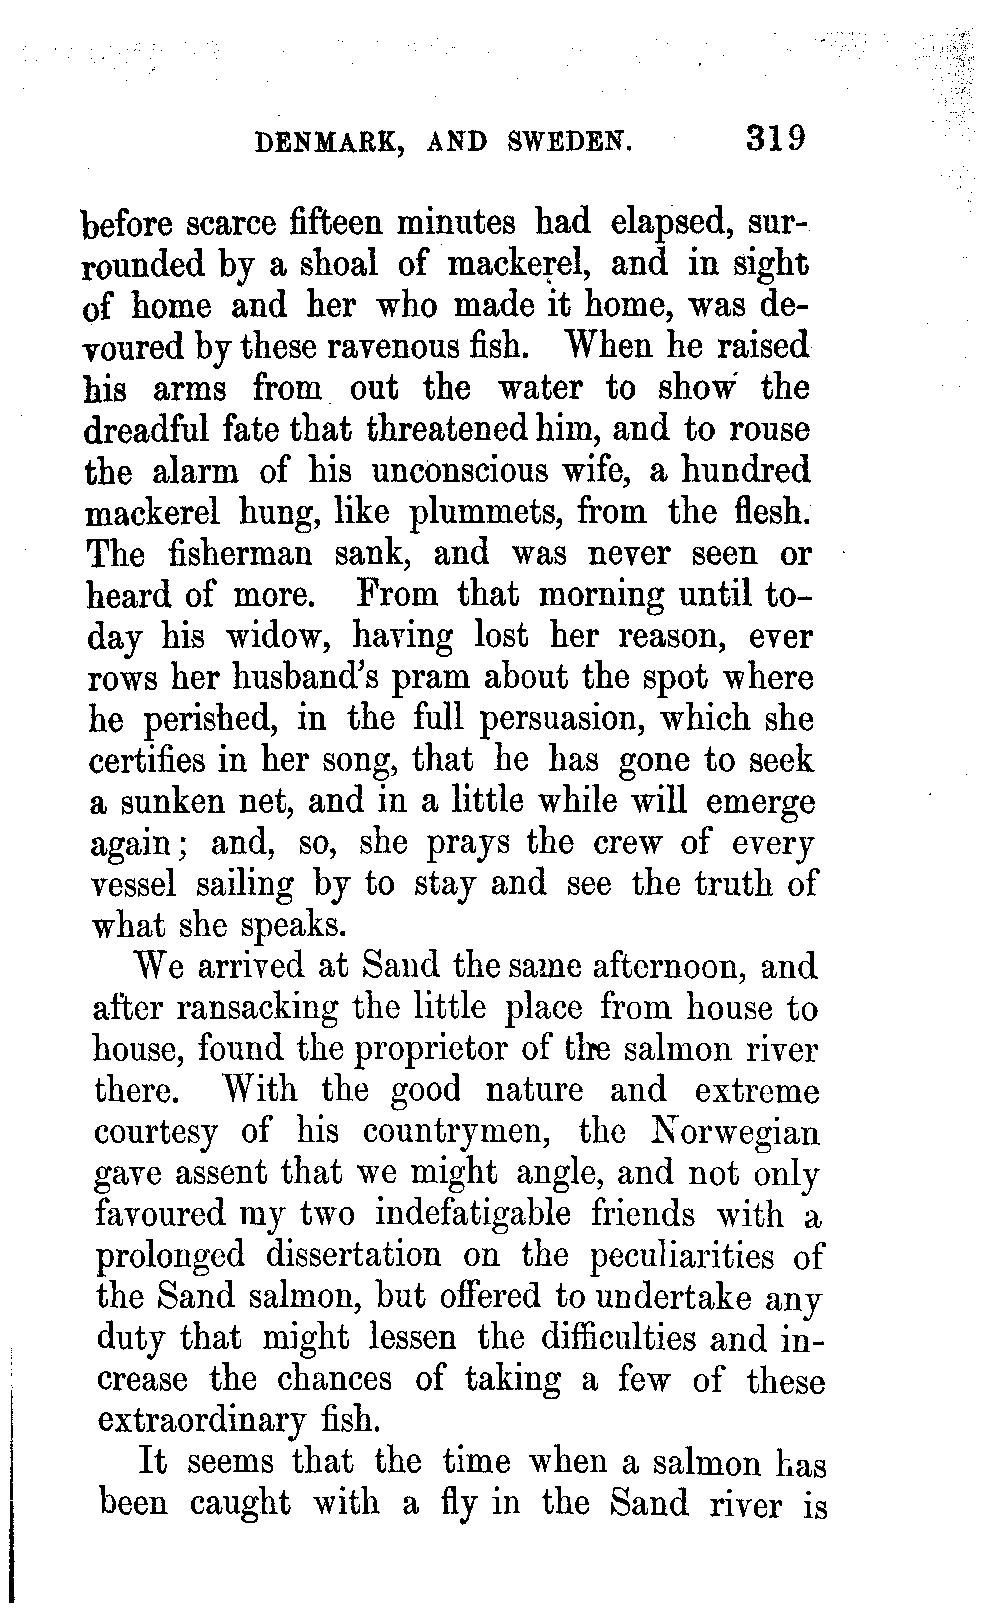 DENMARK, AND SWEDEN. 319
before scarce fifteen minutes had elapsed, sur-
rounded by a shoal of mackerel, and in sight
of home and her who made it home, was de-
voured by these ravenous fish. When he raised
his arms from out the water to show the
dreadful fate that threatened him, and to rouse
the alarm of his unconscious wife, a hundred
mackerel hung, like plummets, from the flesh.
The fisherman sank, and was never seen or
heard of more. From that morning until to-
day his widow, having lost her reason, ever
rows her husband's pram about the spot where
he perished, in the full persuasion, which she
certifies in her song, that he has gone to seek
a sunken net, and in a little while will emerge
again; and, so, she prays the crew of every
vessel sailing by to stay and see the truth of
what she speaks.
We arrived at Sand the same afternoon, and
after ransacking the little place from house to
house, found the proprietor of the salmon river
there. With the good nature and extreme
courtesy of his countrymen, the Norwegian
gave assent that we might angle, and not only
favoured my two indefatigable friends with a
prolonged dissertation on the peculiarities of
the Sand salmon, but offered to undertake any
duty that might lessen the difficulties and in-
crease the chances of taking a few of these
extraordinary fish.
It seems that the time when a salmon has
been caught with a fly in the Sand river is